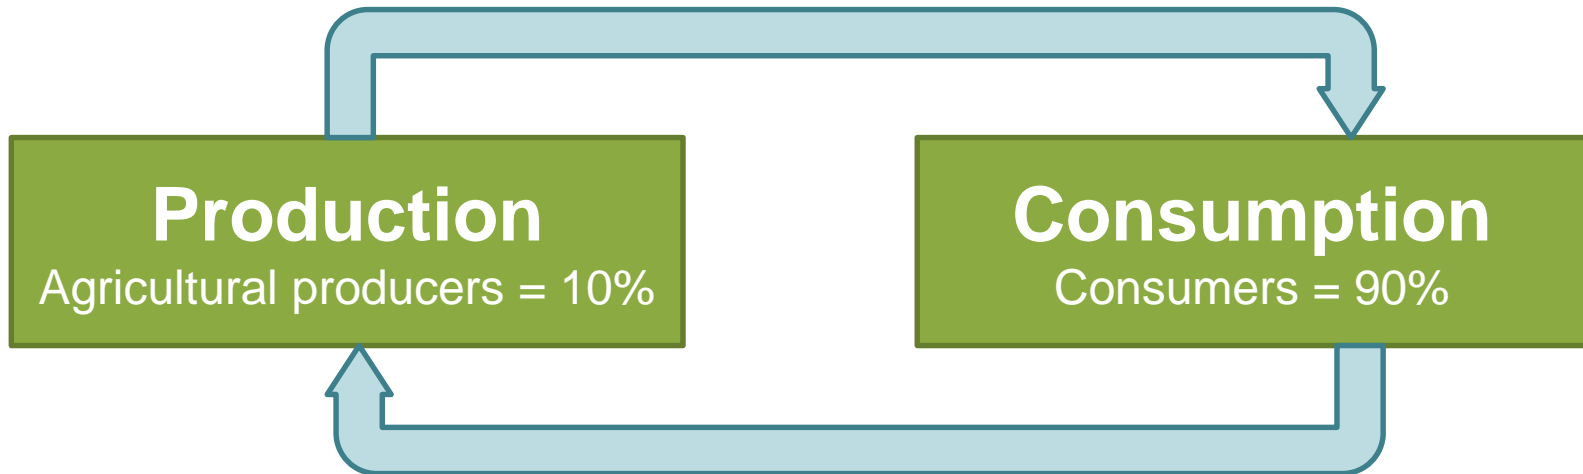 Production
Agricultural producers = 10%
Consumption
Consumers = 90%